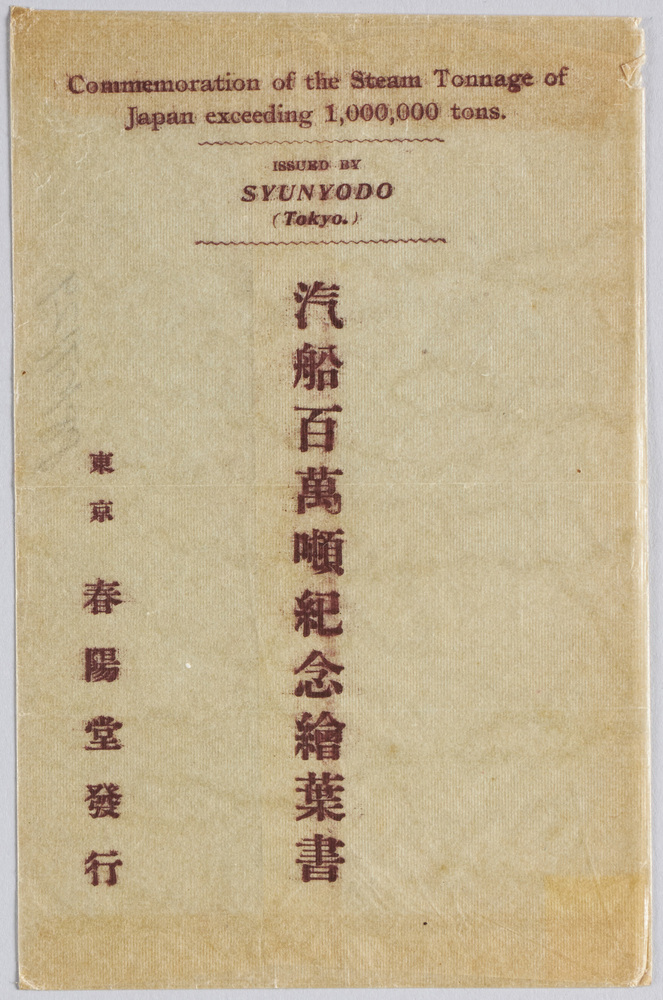 Commemoration of the Steam Tonnage of
Japan exceeding 1,000,000 tons.
ISSUED BY
SYUNYODO
(Tokyo.)
汽船百萬噸紀念繪葉書
東京 春陽堂發行